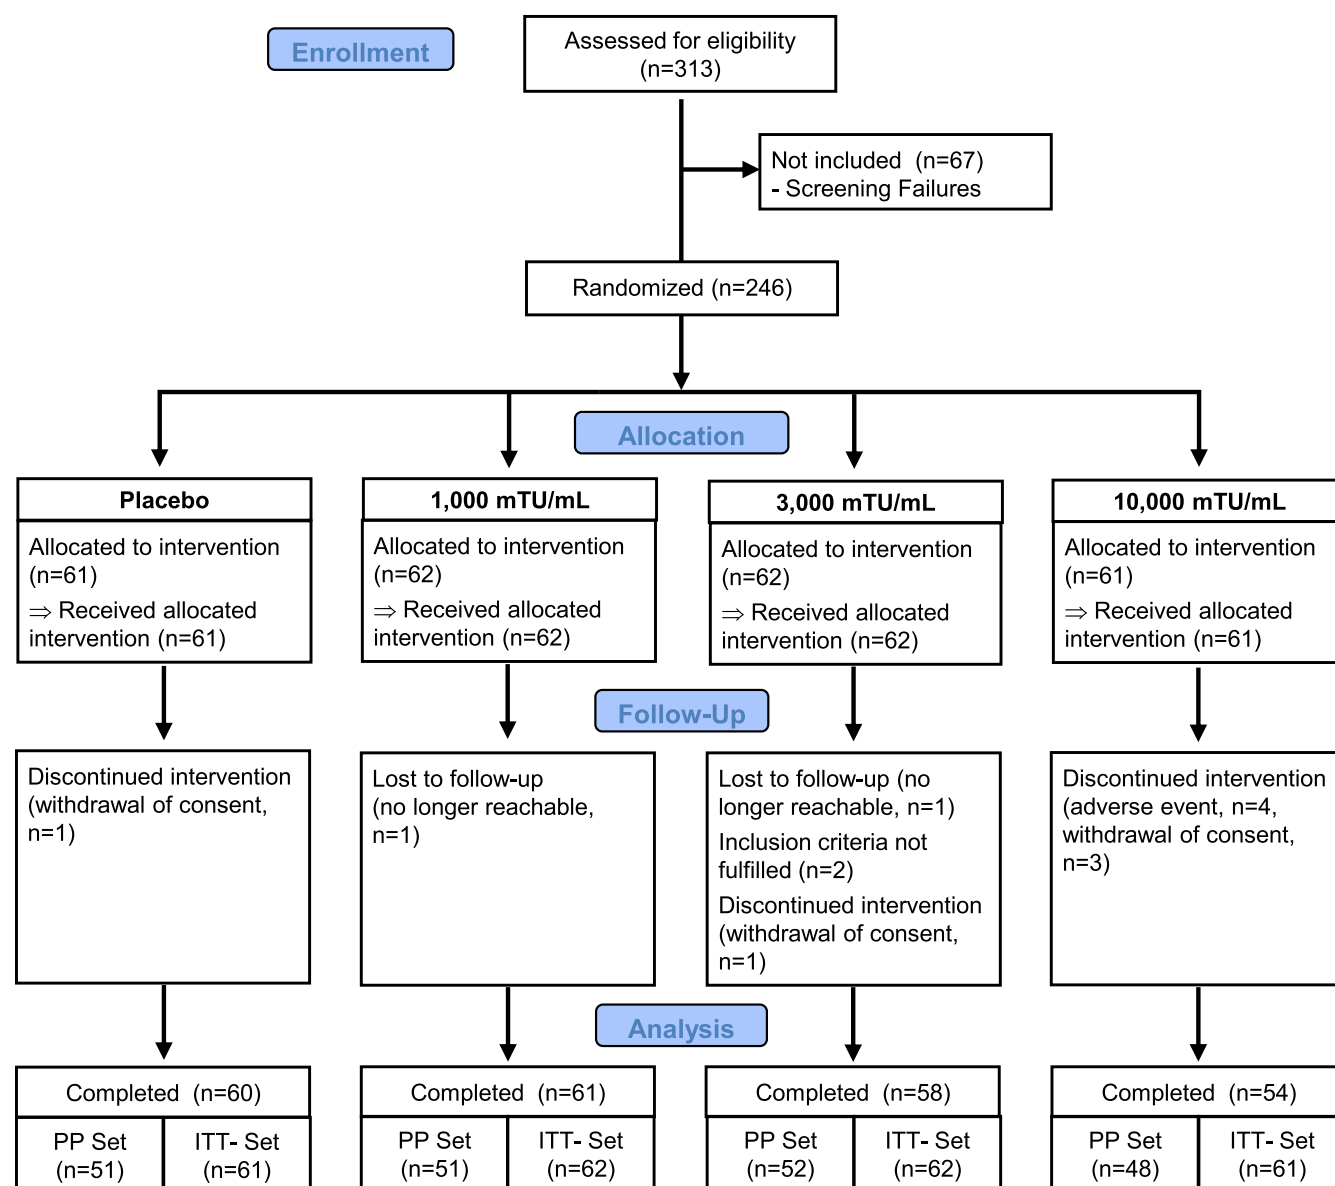 Enrollment
Assessed for eligibility
(n=313)
Not included  (n=67)
- Screening Failures
Randomized (n=246)
Allocation
Placebo
Allocated to intervention
(n=61)
⇒ Received allocated
intervention (n=61)
1,000 mTU/mL
Allocated to intervention
(n=62)
⇒ Received allocated
intervention (n=62)
3,000 mTU/mL
Allocated to intervention
(n=62)
⇒ Received allocated
intervention (n=62)
10,000 mTU/mL
Allocated to intervention
(n=61)
⇒ Received allocated
intervention (n=61)
Follow-Up
Discontinued intervention
(withdrawal of consent,
n=1)
Lost to follow-up
(no longer reachable,
n=1)
Lost to follow-up (no
longer reachable, n=1)
Inclusion criteria not
fulfilled (n=2)
Discontinued intervention
(withdrawal of consent,
n=1)
Discontinued intervention
(adverse event, n=4,
withdrawal of consent,
n=3)
Analysis
Completed  (n=60)
PP Set
(n=51)
ITT- Set
(n=61)
Completed  (n=61)
PP Set
(n=51)
ITT- Set
(n=62)
Completed  (n=58)
PP Set
(n=52)
ITT- Set
(n=62)
Completed  (n=54)
PP Set
(n=48)
ITT- Set
(n=61)